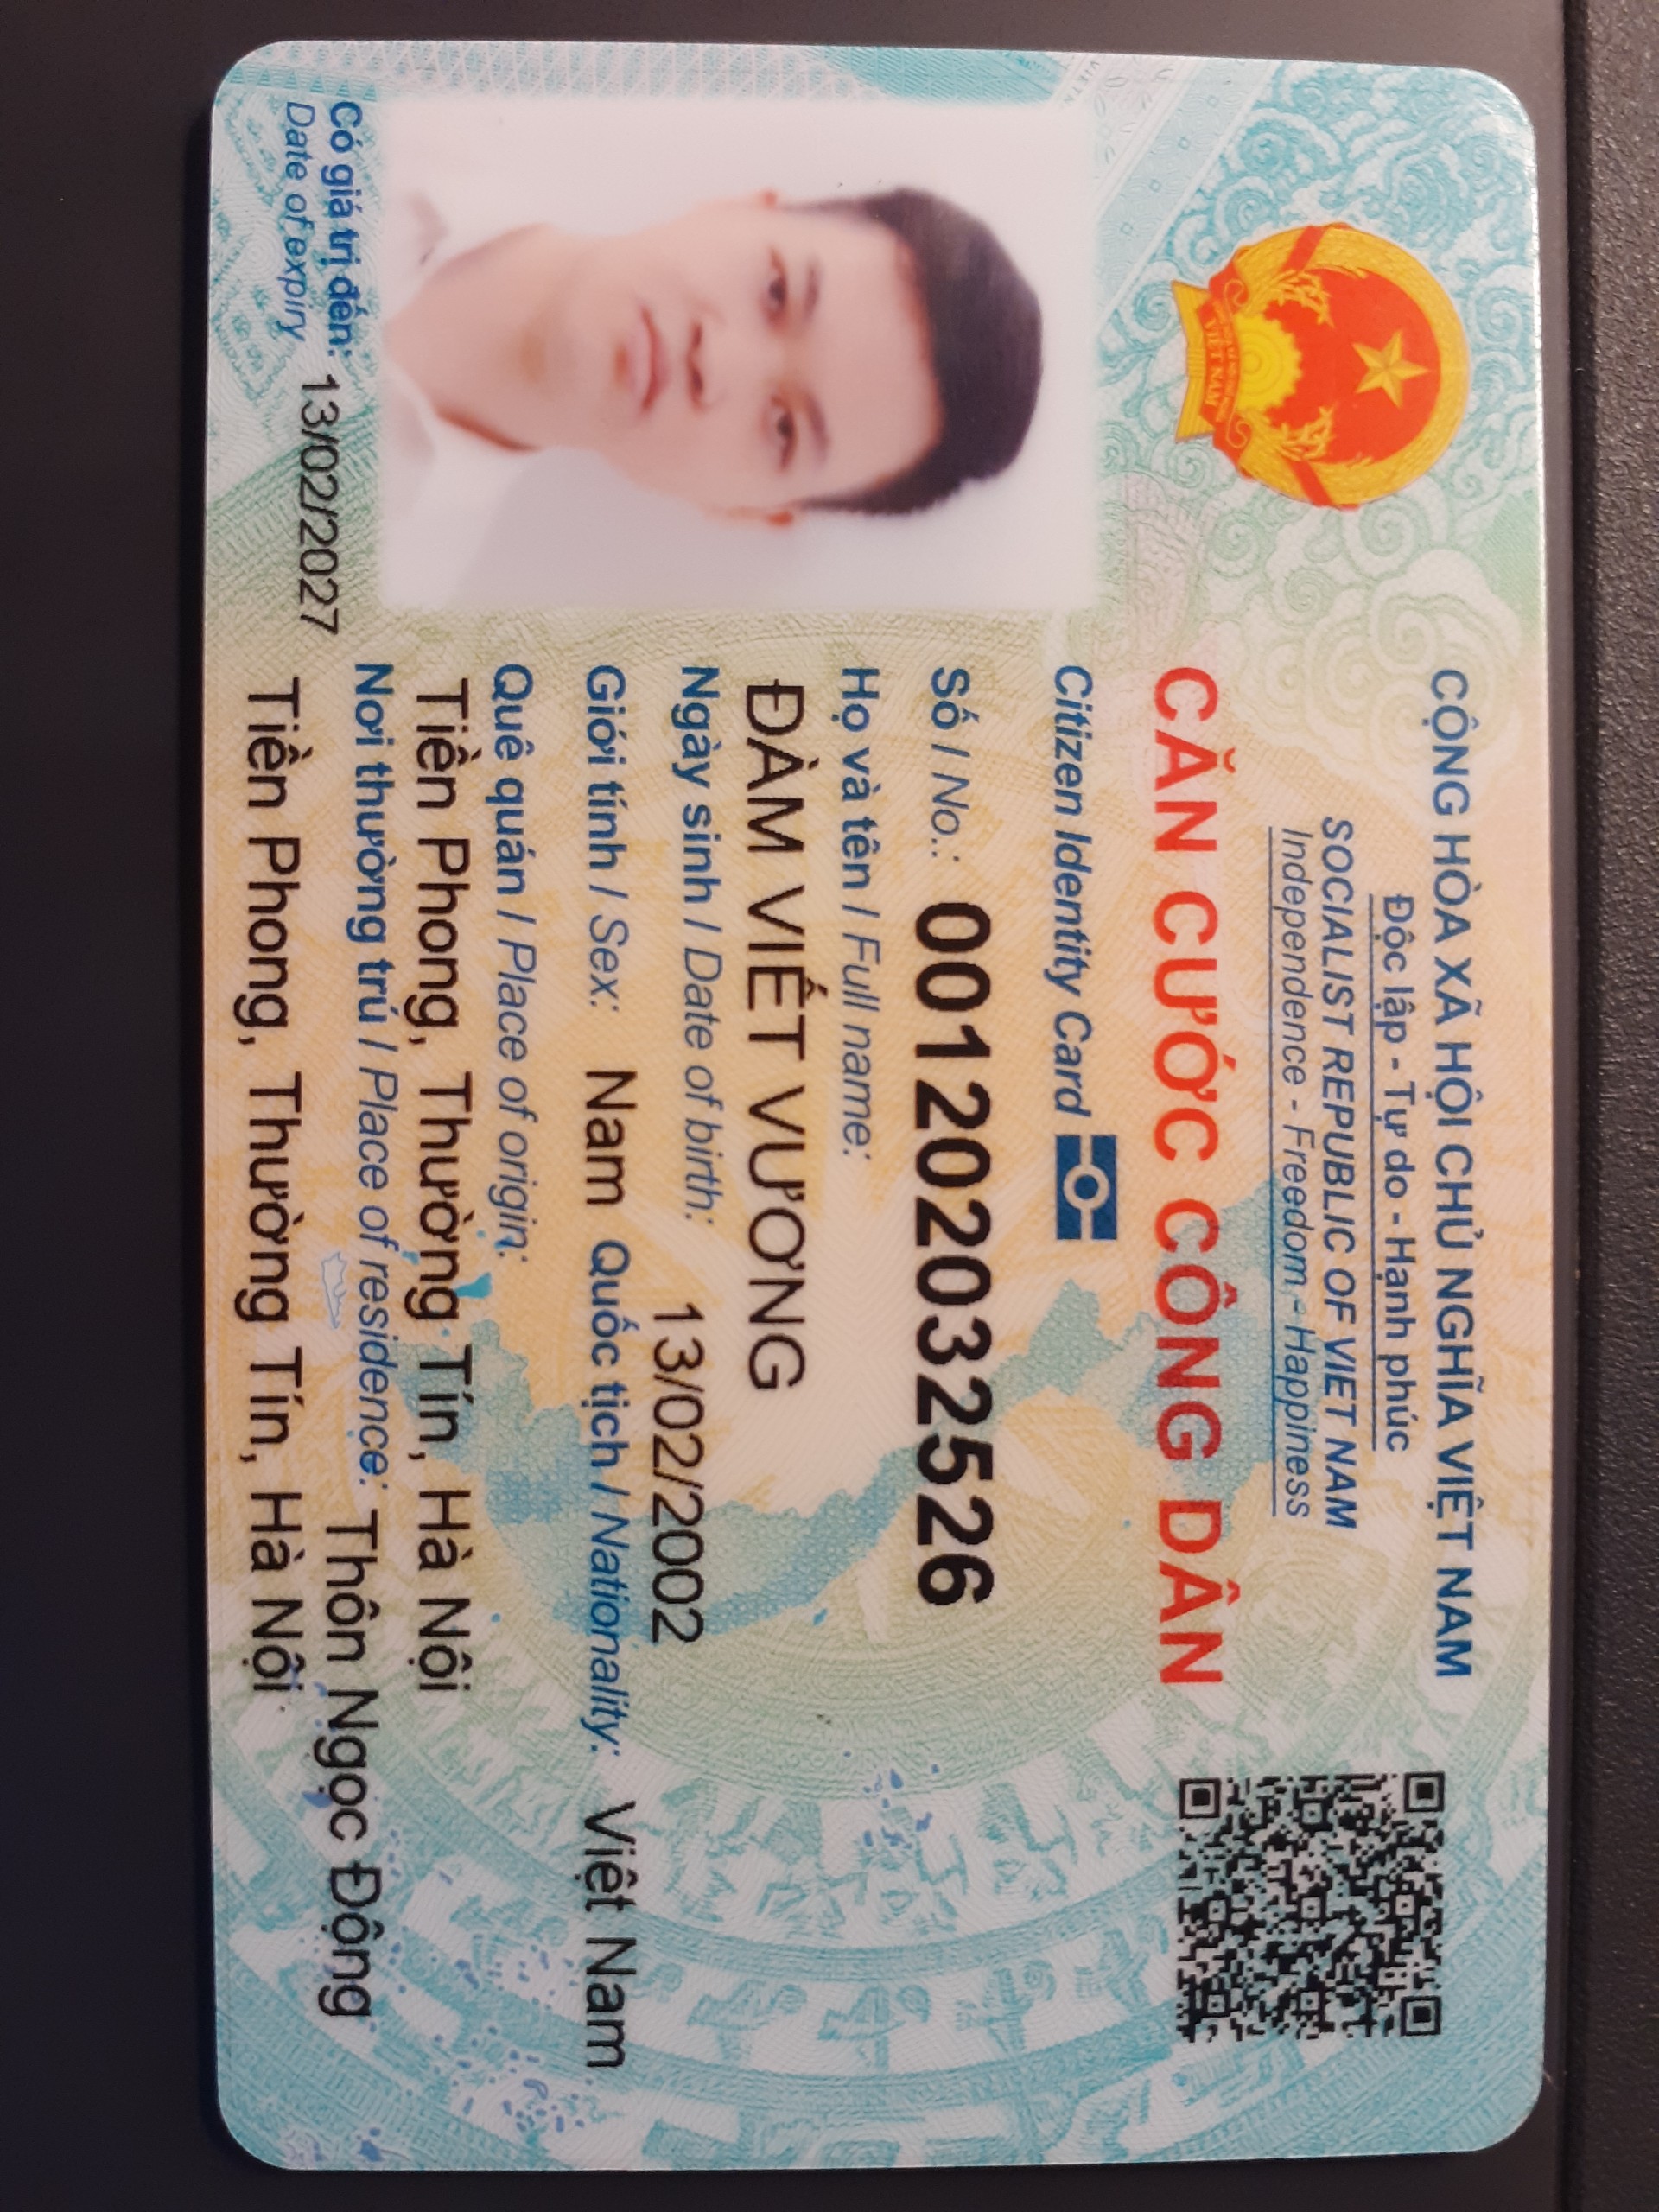 CỘNG HÒA XÃ HỘI CHỦ NGHĨA VIỆT NAM
Độc lập - Tự do - Hạnh phúc
SOCIALIST REPUBLIC OF VIET NAM
Independence - Freedom - Happiness
VIỆT NAM
CĂN CƯỚC CÔNG DÂN
Citizen Identity Card
Số / No.: 001202032526
Họ và tên / Full name:
ĐÀM VIẾT VƯƠNG
Ngày sinh / Date of birth: 13/02/2002
Giới tính / Sex: Nam Quốc tịch / Nationality: Việt Nam
Quê quán / Place of origin:
Tiền Phong, Thường Tín, Hà Nội
Nơi thường trú / Place of residence: Thôn Ngọc Động
Tiền Phong, Thường Tín, Hà Nội
Có giá trị đến: 13/02/2027
Date of expiry